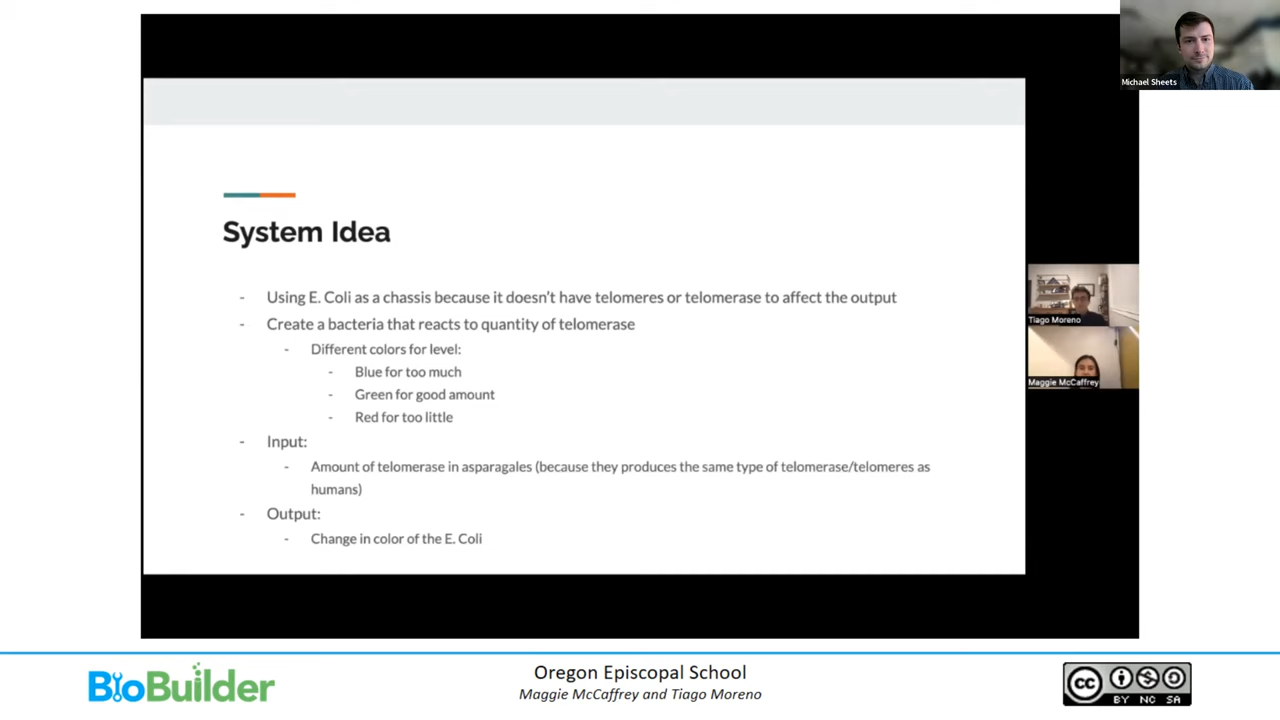 Michael Sheets
System Idea
- Using E. Coli as a chassis because it doesn't have telomeres or telomerase to affect the output
- Create a bacteria that reacts to quantity of telomerase
- Different colors for level:
- Blue for too much
- Green for good amount
- Red for too little
- Input:
- Amount of telomerase in asparagales (because they produces the same type of telomerase/telomeres as
humans)
- Output:
- Change in color of the E. Coli
Tiago Moreno
Maggie McCaffrey
BioBuilder
Oregon Episcopal School
Maggie McCaffrey and Tiago Moreno
cc
BY NC SA